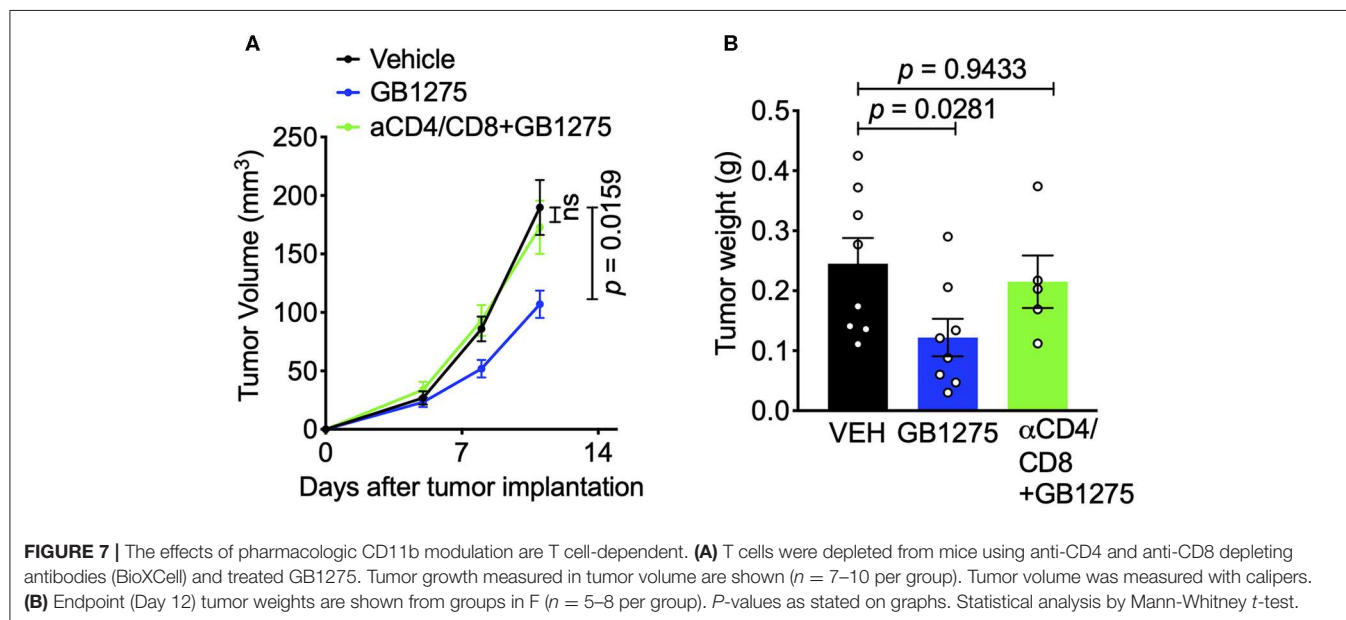 A
Vehicle
GB1275
aCD4/CD8+GB1275
Tumor Volume (mm³)
250
200
150
100
50
0
0
7
14
Days after tumor implantation
ns
p = 0.0159
B
p = 0.9433
p = 0.0281
Tumor weight (g)
0.5
0.4
0.3
0.2
0.1
0.0
VEH
GB1275
αCD4/
CD8
+GB1275
FIGURE 7 | The effects of pharmacologic CD11b modulation are T cell-dependent. (A) T cells were depleted from mice using anti-CD4 and anti-CD8 depleting
antibodies (BioXCell) and treated GB1275. Tumor growth measured in tumor volume are shown (n = 7–10 per group). Tumor volume was measured with calipers.
(B) Endpoint (Day 12) tumor weights are shown from groups in F (n = 5–8 per group). P-values as stated on graphs. Statistical analysis by Mann-Whitney t-test.